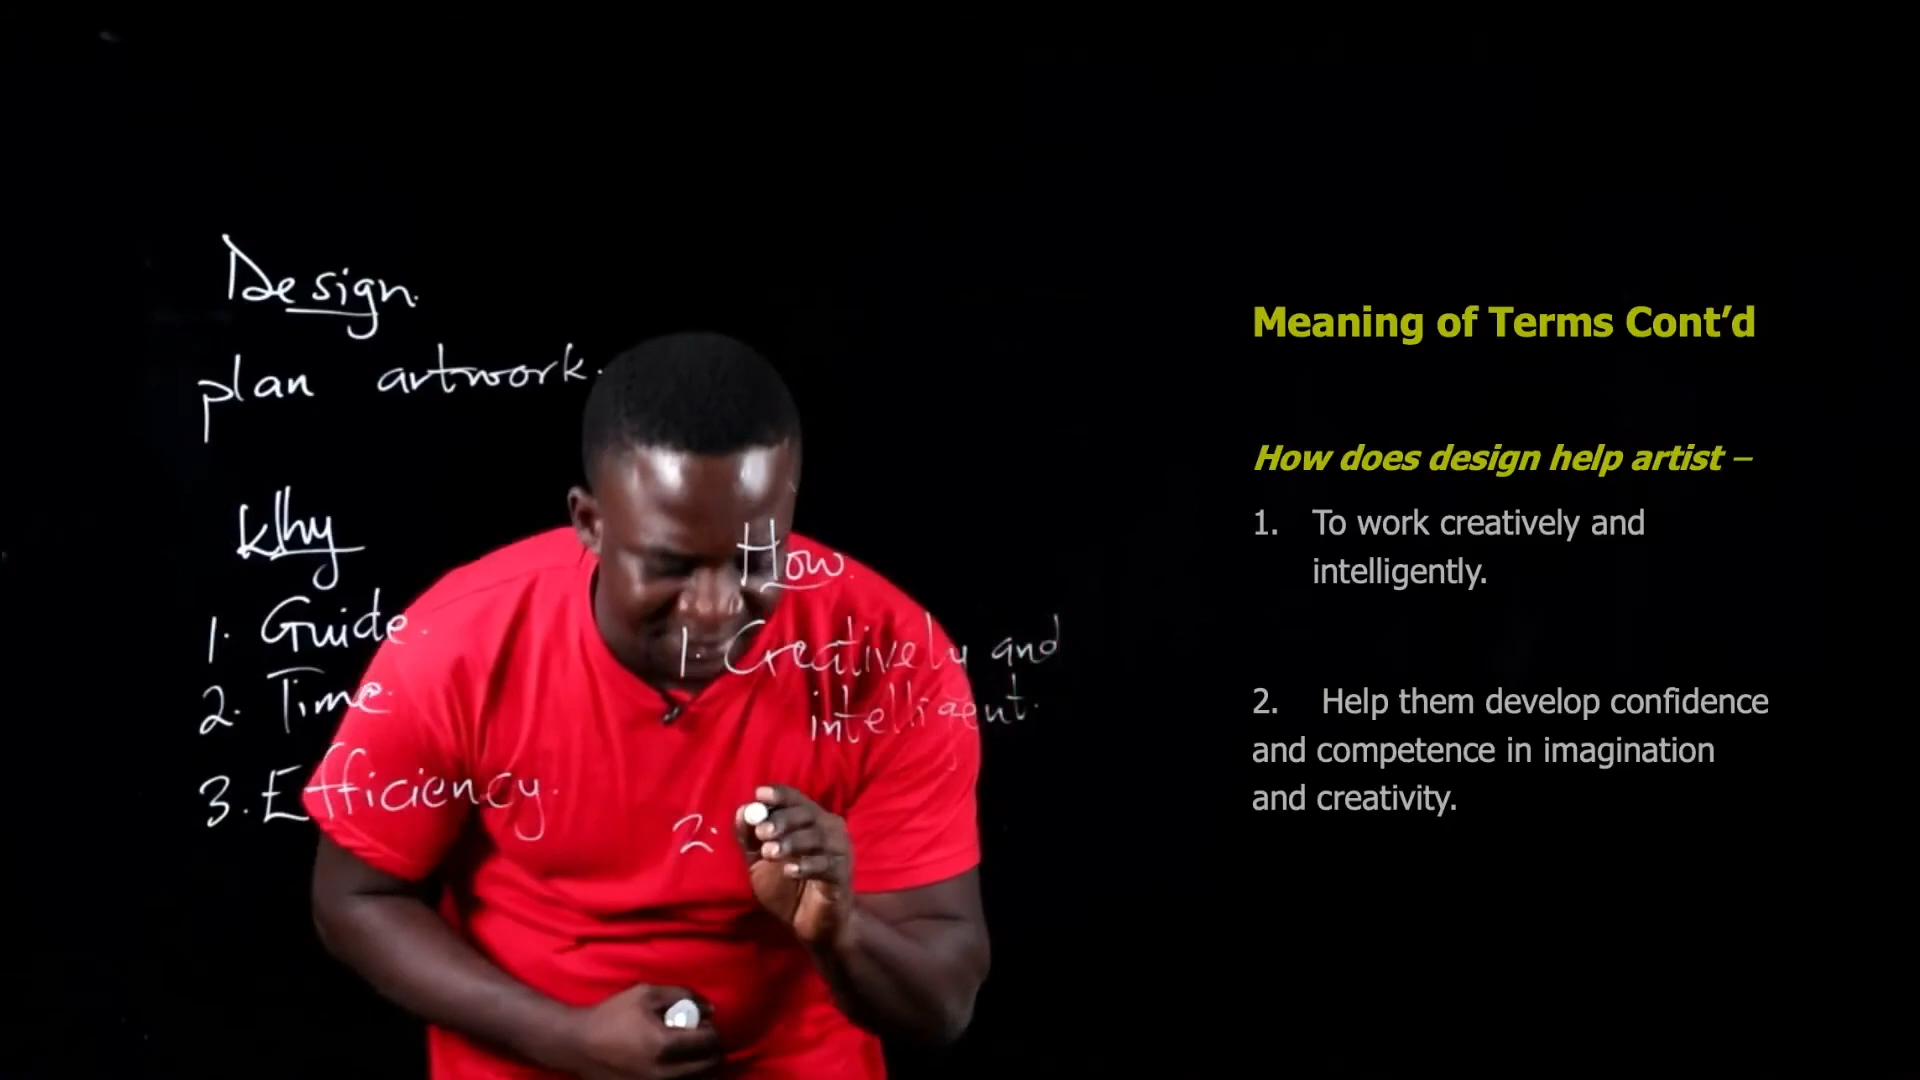 Design.
plan artwork.
Why
1. Guide.
2. Time.
3. Efficiency.
How.
1. Creatively and
intelligent.
2.
Meaning of Terms Cont’d
How does design help artist –
1. To work creatively and
intelligently.
2. Help them develop confidence
and competence in imagination
and creativity.